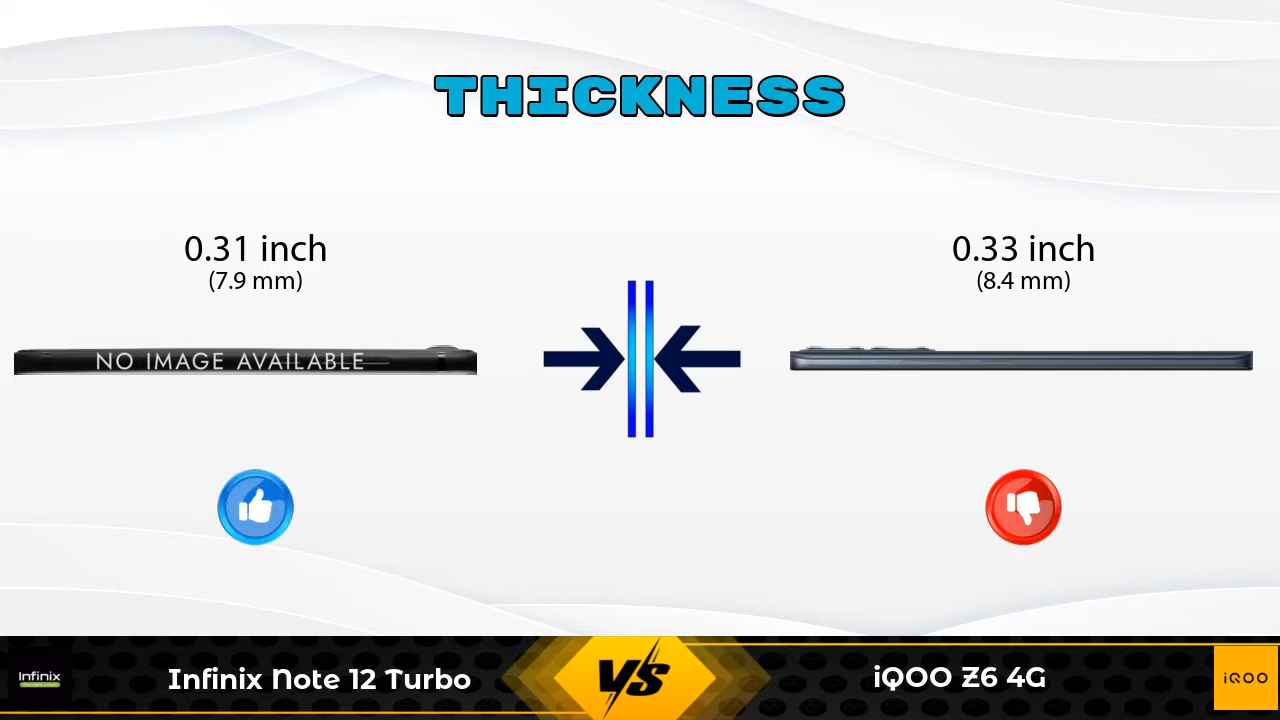 THICKNESS
0.31 inch
(7.9 mm)
0.33 inch
(8.4 mm)
NO IMAGE AVAILABLE
Infinix
Infinix Note 12 Turbo
VS
iQOO Z6 4G
iQOO